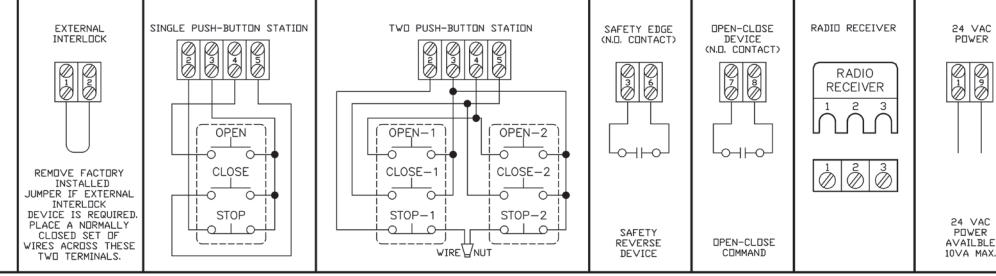 EXTERNAL
INTERLOCK
1 2
REMOVE FACTORY
INSTALLED
JUMPER IF EXTERNAL
INTERLOCK
DEVICE IS REQUIRED.
PLACE A NORMALLY
CLOSED SET OF
WIRES ACROSS THESE
TWO TERMINALS.
SINGLE PUSH-BUTTON STATION
2 3 4 5
OPEN
CLOSE
STOP
TWO PUSH-BUTTON STATION
2 3 4 5
OPEN-1 OPEN-2
CLOSE-1 CLOSE-2
STOP-1 STOP-2
WIRE NUT
SAFETY EDGE
(N.O. CONTACT)
3 6
SAFETY
REVERSE
DEVICE
OPEN-CLOSE
DEVICE
(N.O. CONTACT)
7 8
OPEN-CLOSE
COMMAND
RADIO RECEIVER
RADIO
RECEIVER
1 2 3
1 2 3
24 VAC
POWER
1 9
24 VAC
POWER
AVAILBLE
10VA MAX.